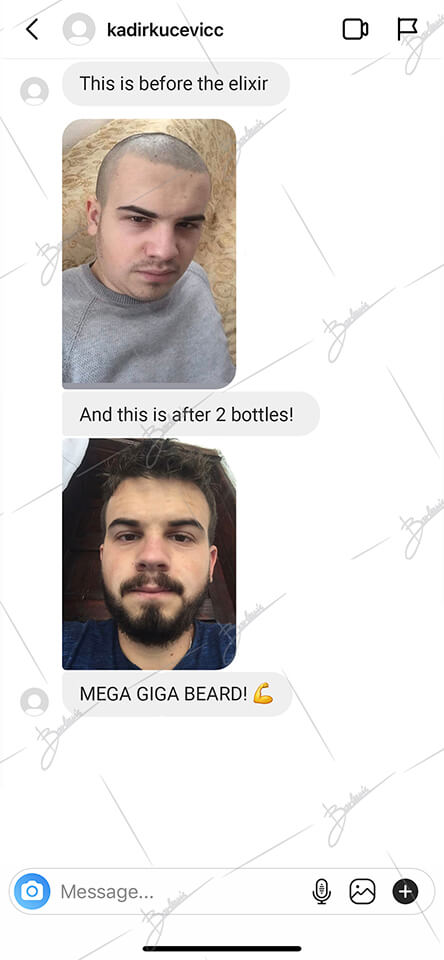 kadirkucevicc
This is before the elixir
And this is after 2 bottles!
MEGA GIGA BEARD! 💪
Message...